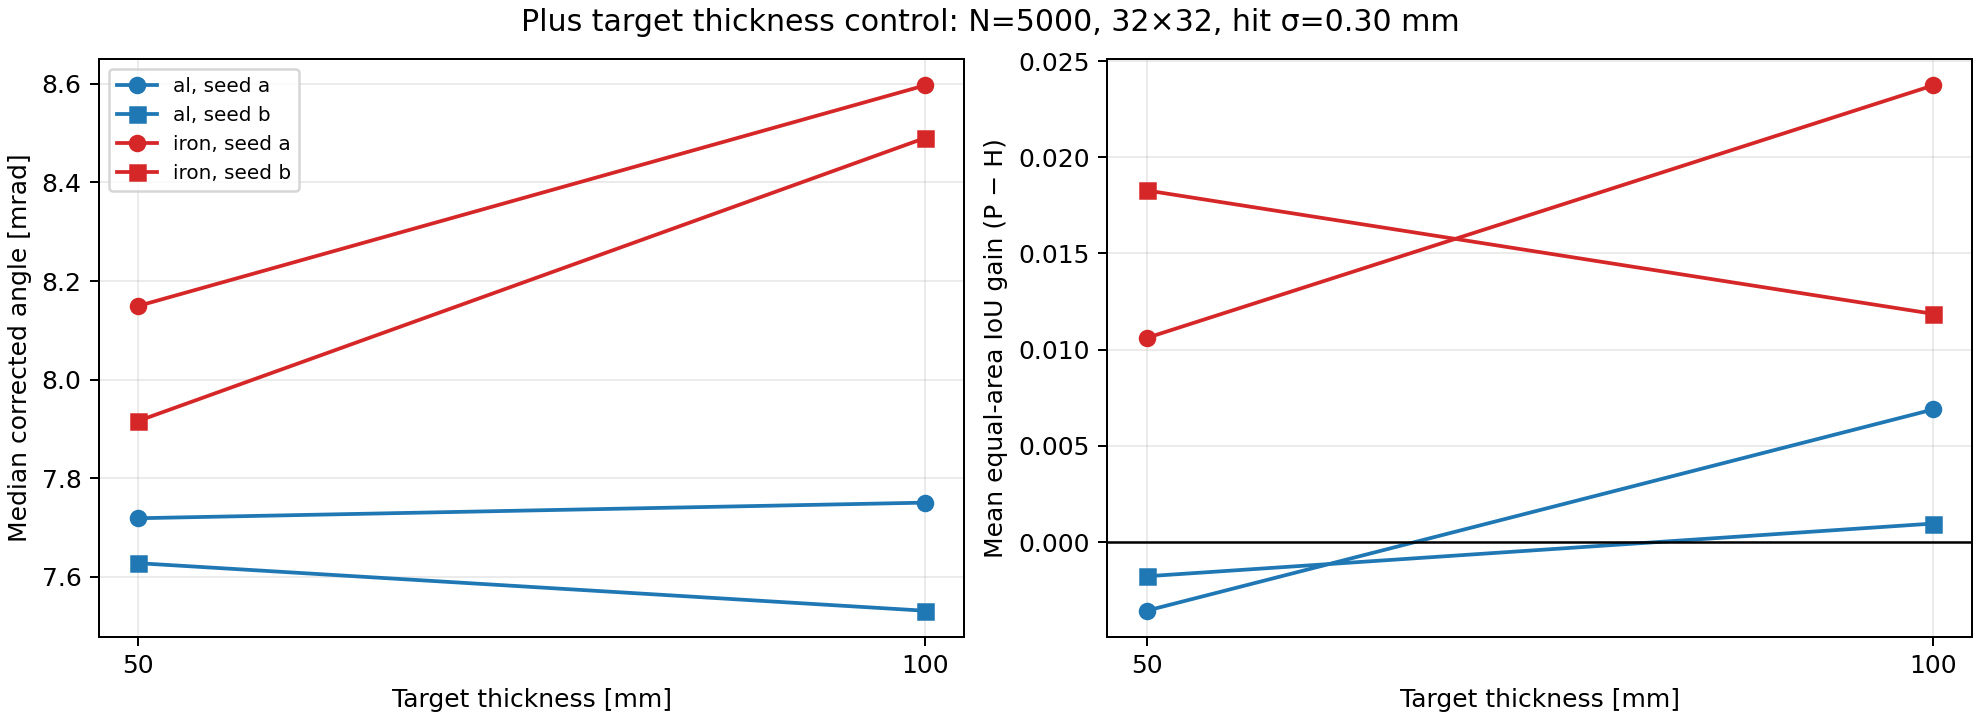 Plus target thickness control: N=5000, 32×32, hit σ=0.30 mm
Median corrected angle [mrad]
8.6
8.4
8.2
8.0
7.8
7.6
al, seed a
al, seed b
iron, seed a
iron, seed b
50
100
Target thickness [mm]
Mean equal-area IoU gain (P − H)
0.025
0.020
0.015
0.010
0.005
0.000
50
100
Target thickness [mm]